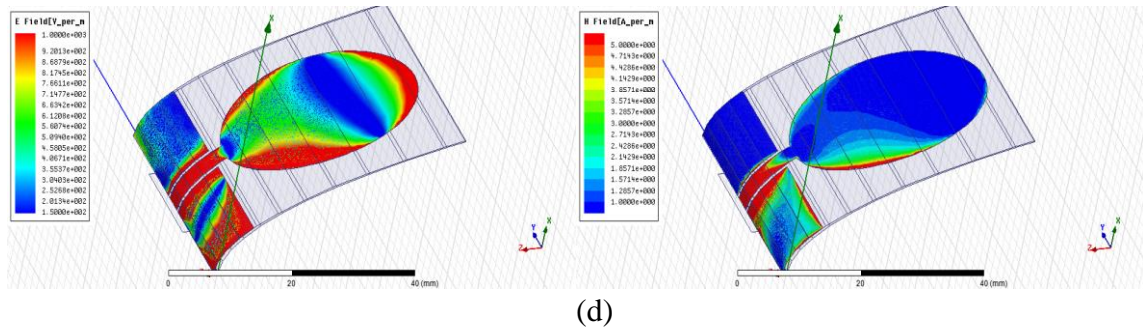 E Field[V_per_m
1.0000e+003
9.2013e+002
8.6879e+002
8.1745e+002
7.6611e+002
7.1477e+002
6.6342e+002
6.1208e+002
5.6074e+002
5.0940e+002
4.5805e+002
4.0671e+002
3.5537e+002
3.0403e+002
2.5268e+002
2.0134e+002
1.5000e+002
X
Z
Y
X
0
20
40 (mm)
H Field[A_per_m
5.0000e+000
4.7143e+000
4.4286e+000
4.1429e+000
3.8571e+000
3.5714e+000
3.2857e+000
3.0000e+000
2.7143e+000
2.4286e+000
2.1429e+000
1.8571e+000
1.5714e+000
1.2857e+000
1.0000e+000
X
Z
Y
X
0
20
40 (mm)
(d)